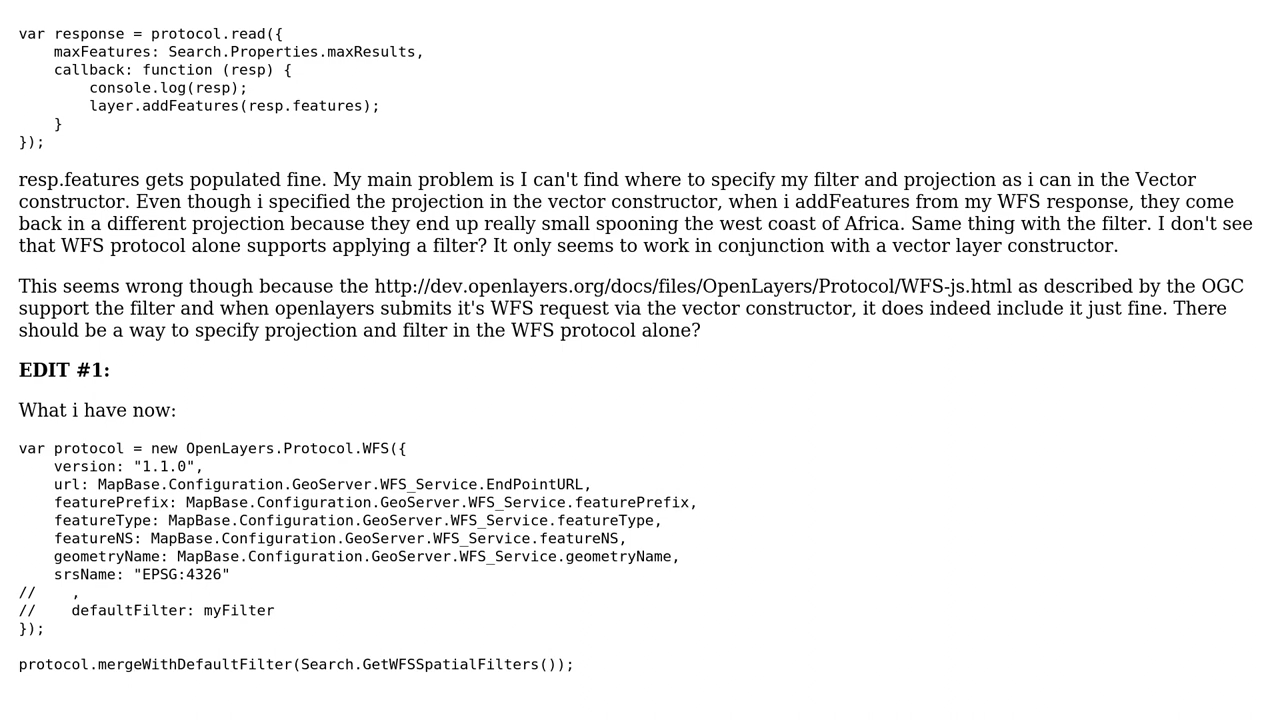 var response = protocol.read({
    maxFeatures: Search.Properties.maxResults,
    callback: function (resp) {
        console.log(resp);
        layer.addFeatures(resp.features);
    }
});
resp.features gets populated fine. My main problem is I can't find where to specify my filter and projection as i can in the Vector
constructor. Even though i specified the projection in the vector constructor, when i addFeatures from my WFS response, they come
back in a different projection because they end up really small spooning the west coast of Africa. Same thing with the filter. I don't see
that WFS protocol alone supports applying a filter? It only seems to work in conjunction with a vector layer constructor.
This seems wrong though because the http://dev.openlayers.org/docs/files/OpenLayers/Protocol/WFS-js.html as described by the OGC
support the filter and when openlayers submits it's WFS request via the vector constructor, it does indeed include it just fine. There
should be a way to specify projection and filter in the WFS protocol alone?
EDIT #1:
What i have now:
var protocol = new OpenLayers.Protocol.WFS({
    version: "1.1.0",
    url: MapBase.Configuration.GeoServer.WFS_Service.EndPointURL,
    featurePrefix: MapBase.Configuration.GeoServer.WFS_Service.featurePrefix,
    featureType: MapBase.Configuration.GeoServer.WFS_Service.featureType,
    featureNS: MapBase.Configuration.GeoServer.WFS_Service.featureNS,
    geometryName: MapBase.Configuration.GeoServer.WFS_Service.geometryName,
    srsName: "EPSG:4326"
//    ,
//    defaultFilter: myFilter
});
protocol.mergeWithDefaultFilter(Search.GetWFSSpatialFilters());